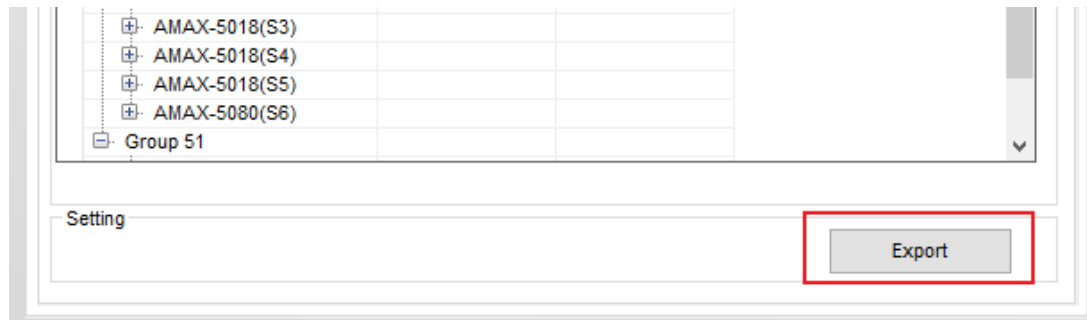 AMAX-5018(S3)
AMAX-5018(S4)
AMAX-5018(S5)
AMAX-5080(S6)
Group 51
Setting
Export